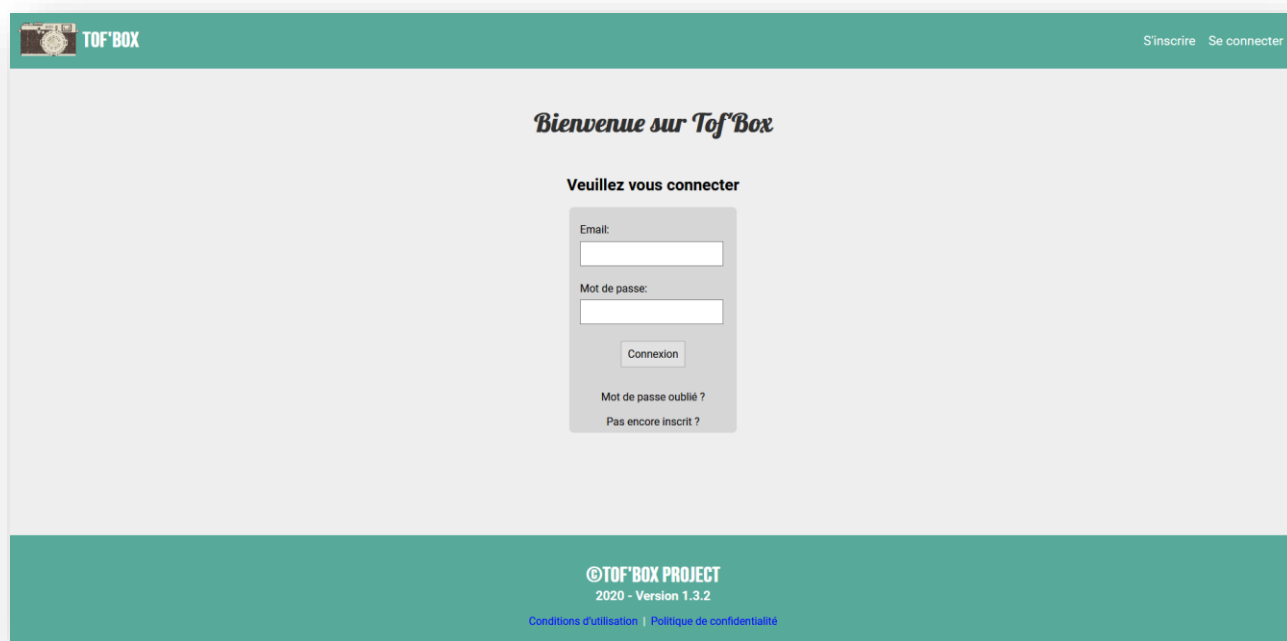 TOF'BOX
S'inscrire Se connecter
Bienvenue sur Tof'Box
Veuillez vous connecter
Email:
Mot de passe:
Connexion
Mot de passe oublié ?
Pas encore inscrit ?
©TOF'BOX PROJECT
2020 - Version 1.3.2
Conditions d'utilisation | Politique de confidentialité